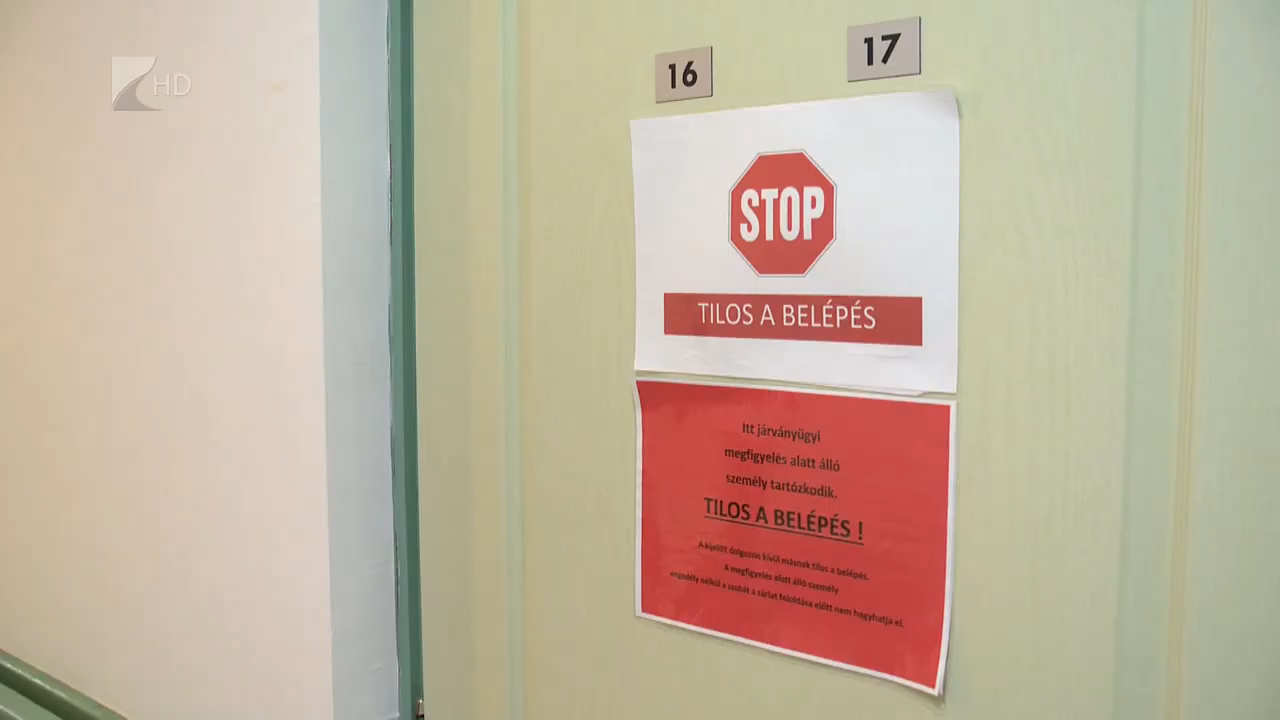 HD
16
17
STOP
TILOS A BELÉPÉS
Itt járványügyi
megfigyelés alatt álló
személy tartózkodik.
TILOS A BELÉPÉS !
A kijelölt dolgozón kívül másnak tilos a belépés.
A megfigyelés alatt álló személy
engedély nélkül a szobát a zárlat feloldása előtt nem hagyhatja el.